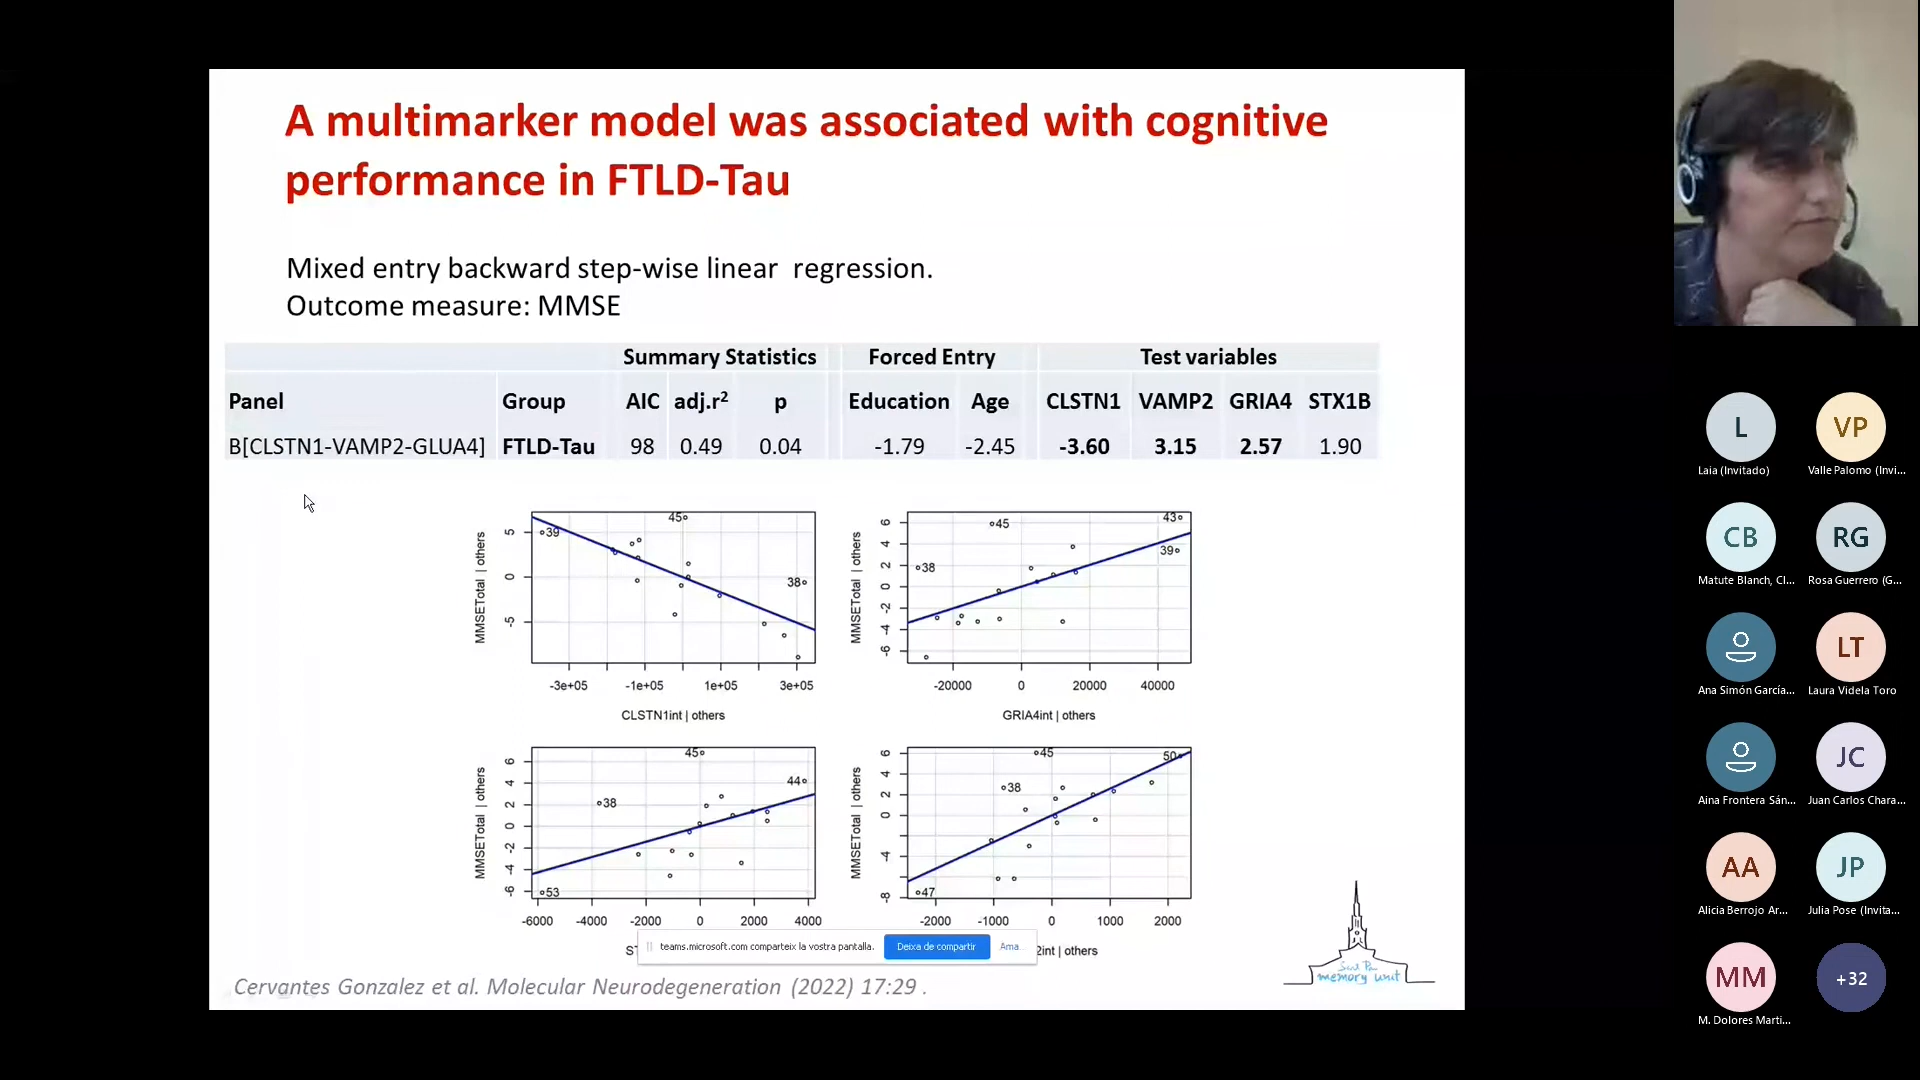 A multimarker model was associated with cognitive
performance in FTLD-Tau
Mixed entry backward step-wise linear regression.
Outcome measure: MMSE
Summary Statistics Forced Entry Test variables
Panel Group AIC adj.r² p Education Age CLSTN1 VAMP2 GRIA4 STX1B
B[CLSTN1-VAMP2-GLUA4] FTLD-Tau 98 0.49 0.04 -1.79 -2.45 -3.60 3.15 2.57 1.90
MMSETotal | others
5
0
-5
39
45
38
-3e+05 -1e+05 1e+05 3e+05
CLSTN1int | others
MMSETotal | others
6
4
2
0
-2
-4
-6
45
43
39
38
-20000 0 20000 40000
GRIA4int | others
MMSETotal | others
6
4
2
0
-2
-4
-6
45
44
38
53
-6000 -4000 -2000 0 2000 4000
ST
MMSETotal | others
6
4
2
0
-4
-8
45
50
38
47
-2000 -1000 0 1000 2000
2int | others
teams.microsoft.com comparteix la vostra pantalla. Deixa de compartir Ama
Sant Pau
memory unit
Cervantes Gonzalez et al. Molecular Neurodegeneration (2022) 17:29 .
L VP
Laia (Invitado) Valle Palomo (Invi...
CB RG
Matute Blanch, Cl... Rosa Guerrero (G...
LT
Ana Simón García... Laura Videla Toro
JC
Aina Frontera Sán... Juan Carlos Chara...
AA JP
Alicia Berrojo Ar... Julia Pose (Invita...
MM +32
M. Dolores Marti...